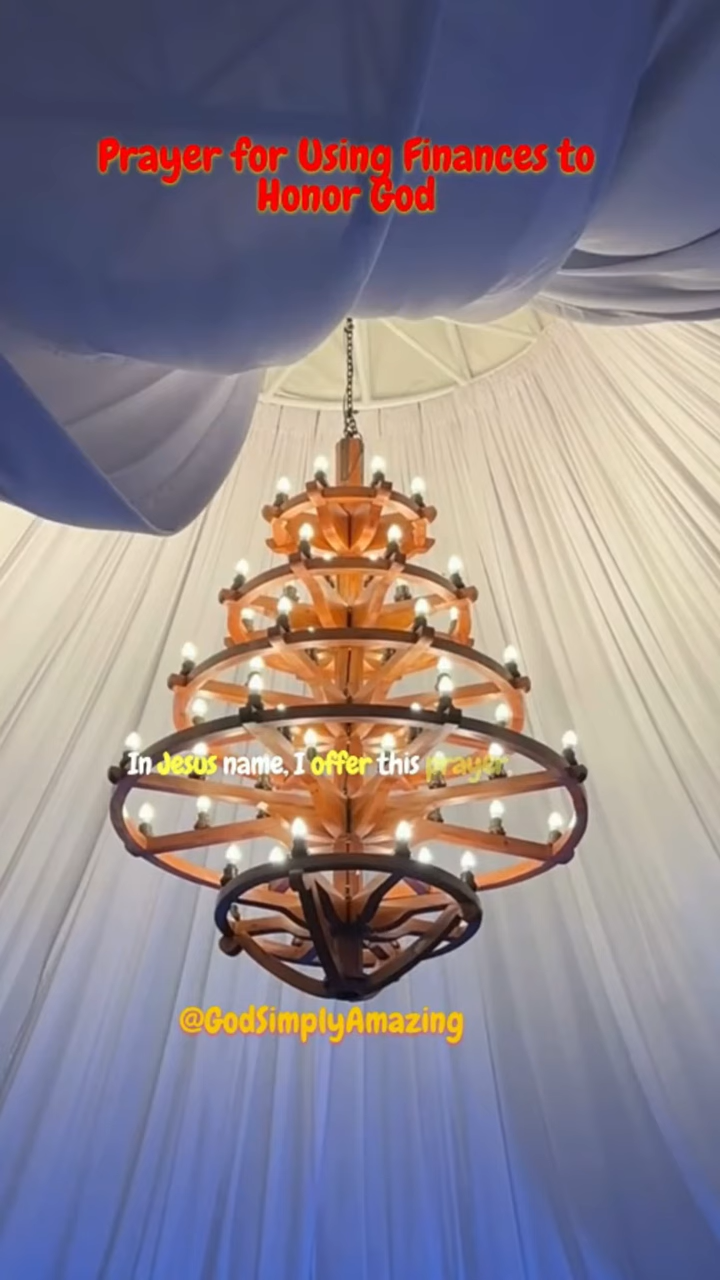 Prayer for Using Finances to
Honor God
In Jesus name, I offer this prayer
@GodSimplyAmazing